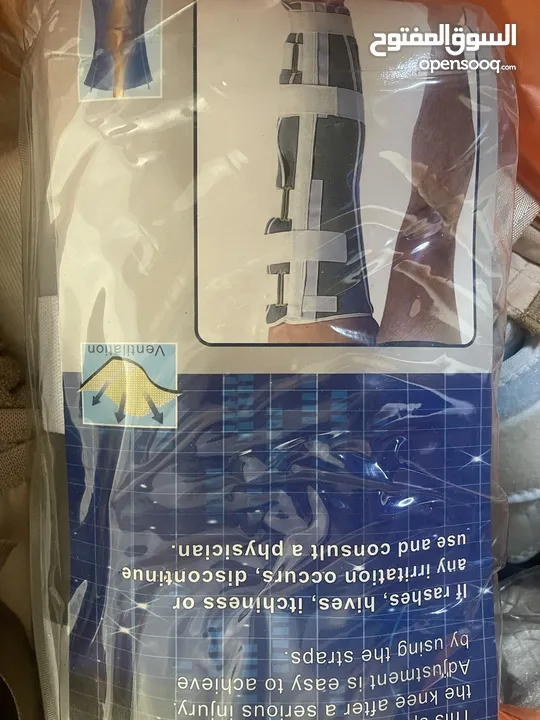 السوق المفتوح
opensooq.com
This
the knee after a serious injury.
Adjustment is easy to achieve
by using the straps.
If rashes, hives, itchiness or
any irritation occurs, discontinue
use and consult a physician.
Ventilation